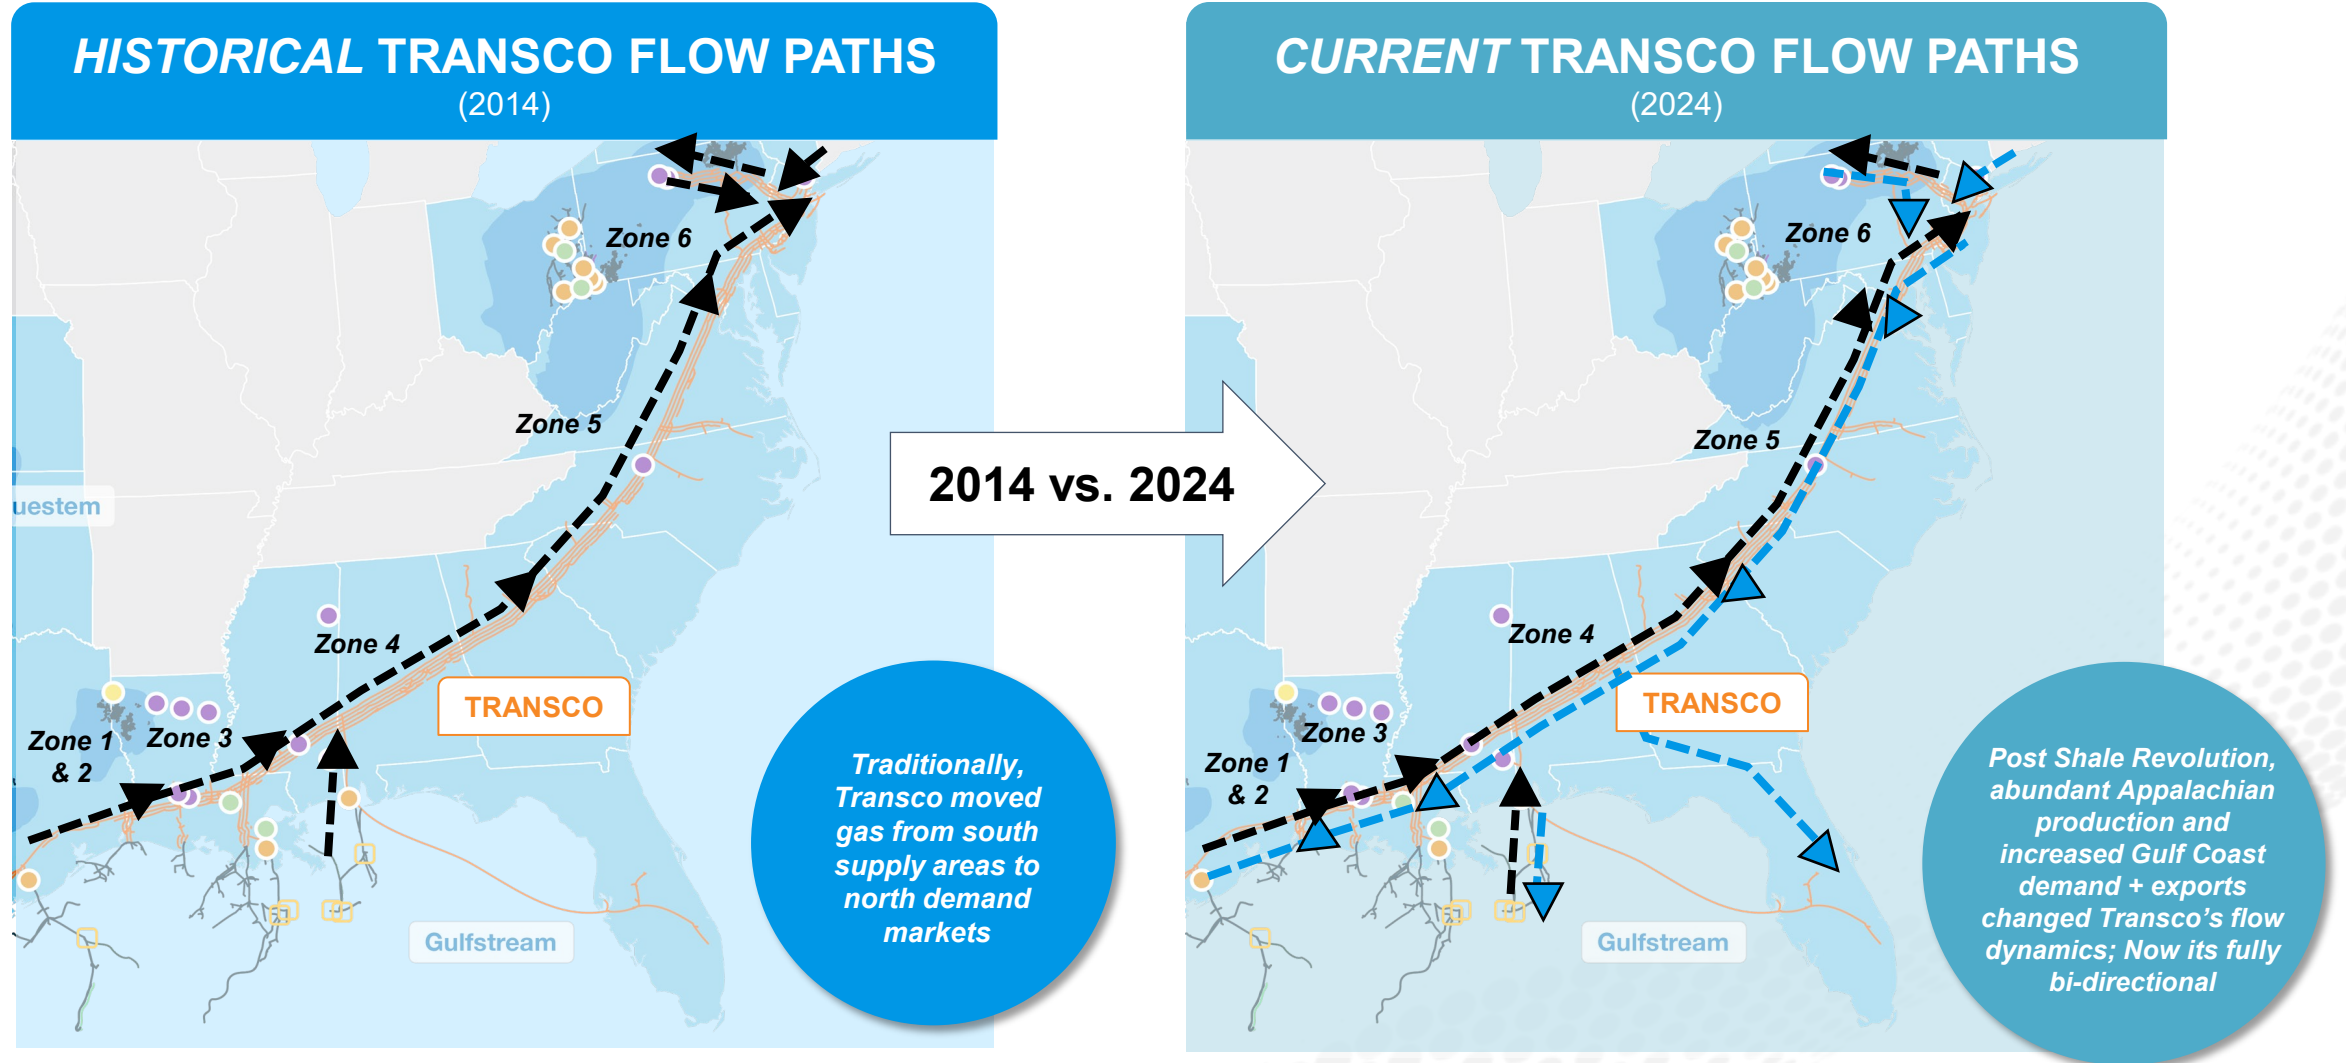 HISTORICAL TRANSCO FLOW PATHS
(2014)
Zone 6
Zone 5
uestem
Zone 4
TRANSCO
Zone 1
& 2
Zone 3
Gulfstream
Traditionally,
Transco moved
gas from south
supply areas to
north demand
markets
2014 vs. 2024
CURRENT TRANSCO FLOW PATHS
(2024)
Zone 6
Zone 5
Zone 4
TRANSCO
Zone 3
Zone 1
& 2
Gulfstream
Post Shale Revolution,
abundant Appalachian
production and
increased Gulf Coast
demand + exports
changed Transco's flow
dynamics; Now its fully
bi-directional